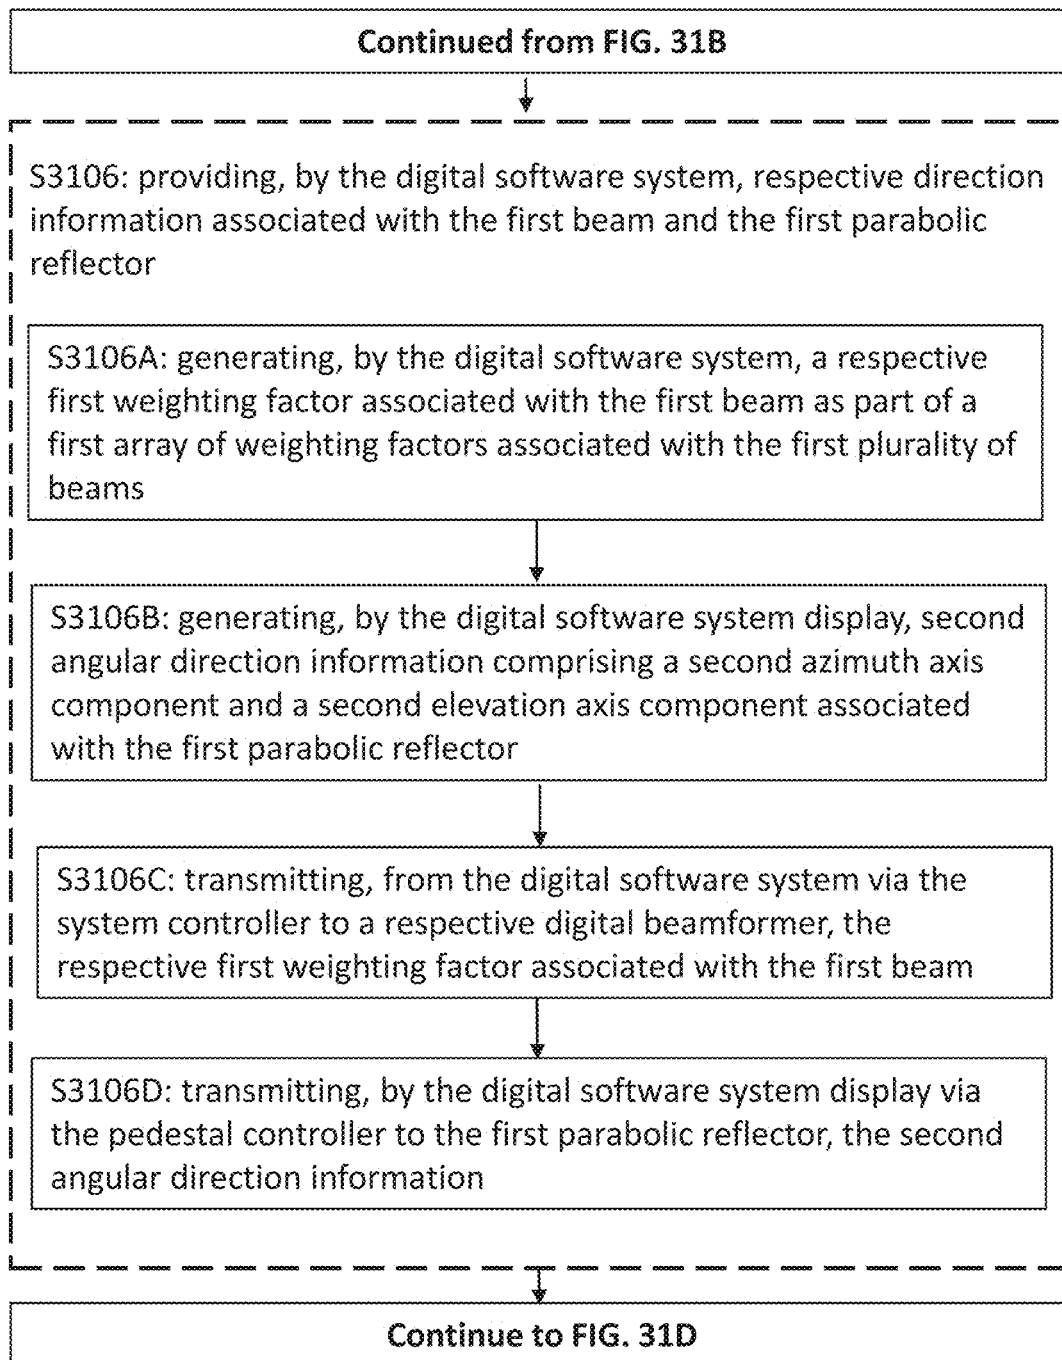 Continued from FIG. 31B
S3106: providing, by the digital software system, respective direction
information associated with the first beam and the first parabolic
reflector
S3106A: generating, by the digital software system, a respective
first weighting factor associated with the first beam as part of a
first array of weighting factors associated with the first plurality of
beams
S3106B: generating, by the digital software system display, second
angular direction information comprising a second azimuth axis
component and a second elevation axis component associated
with the first parabolic reflector
S3106C: transmitting, from the digital software system via the
system controller to a respective digital beamformer, the
respective first weighting factor associated with the first beam
S3106D: transmitting, by the digital software system display via
the pedestal controller to the first parabolic reflector, the second
angular direction information
Continue to FIG. 31D